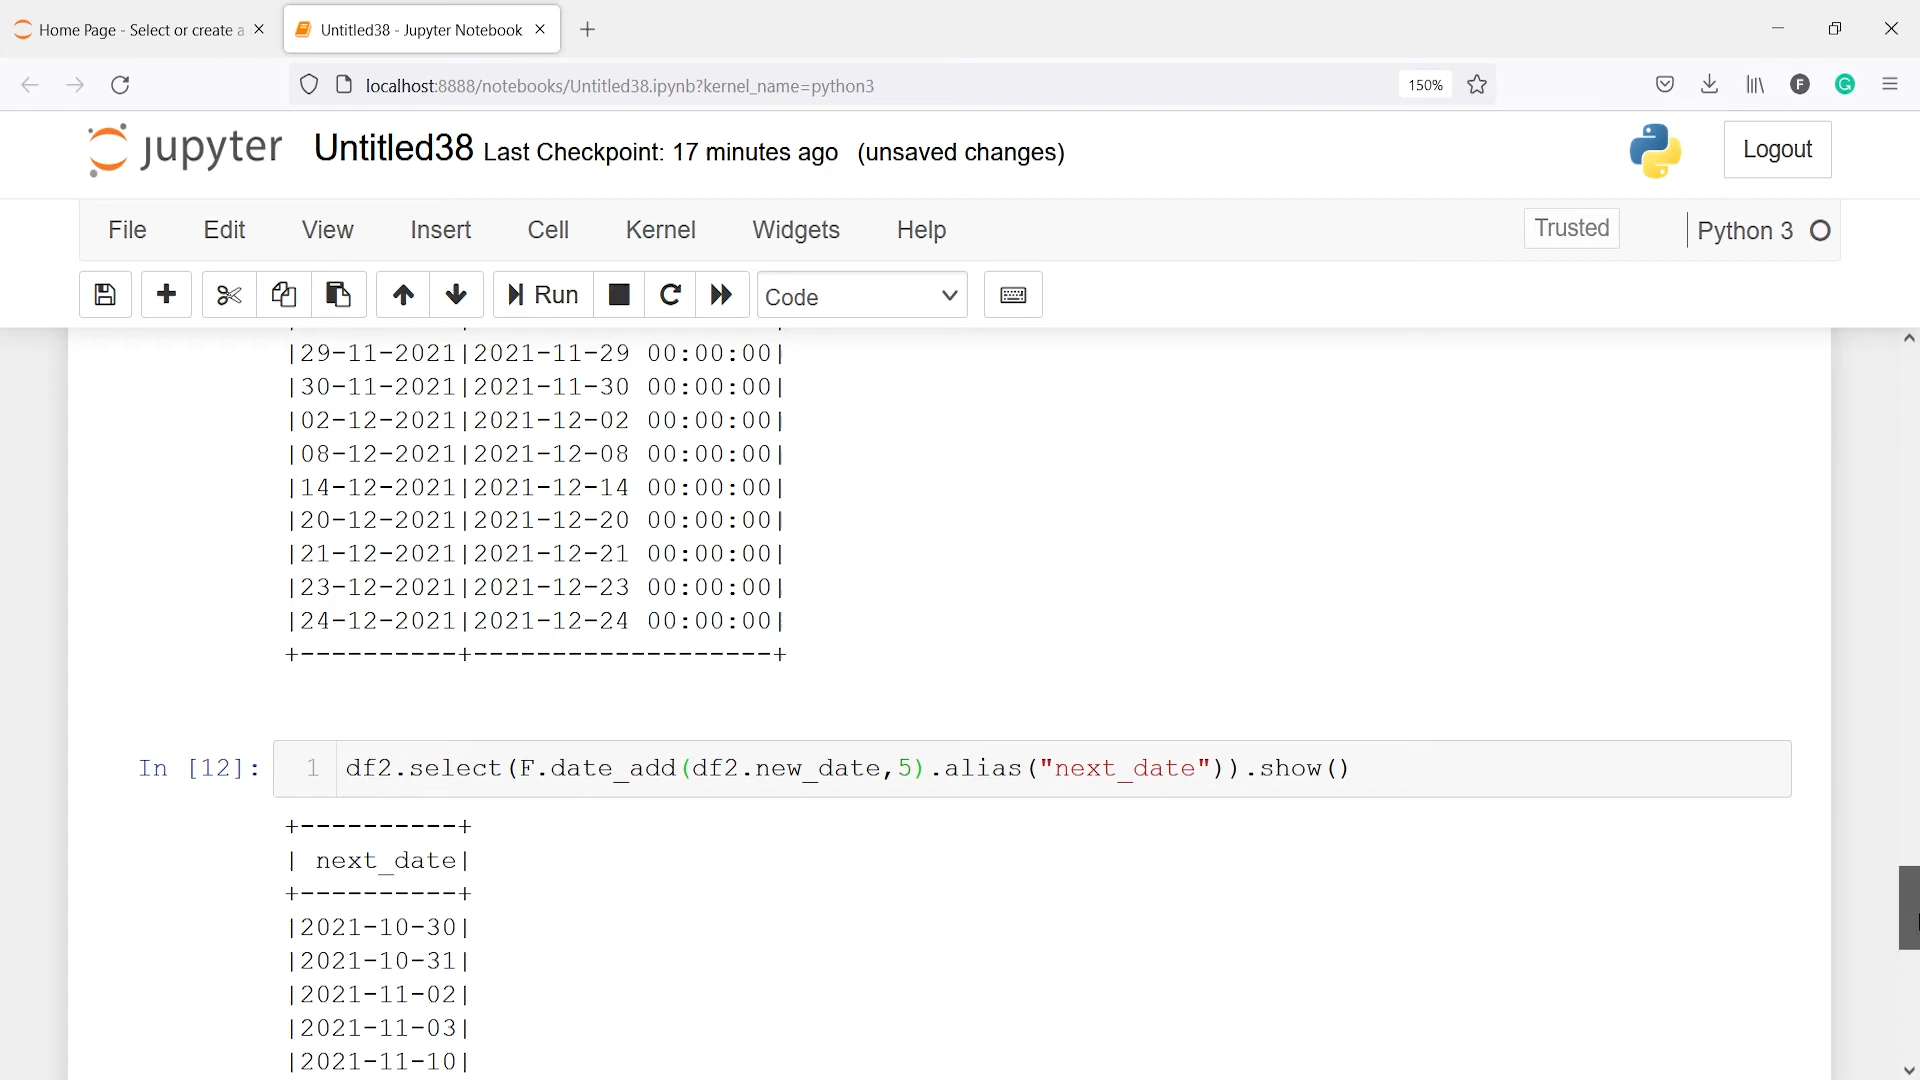 Home Page - Select or create a
Untitled38 - Jupyter Notebook
localhost:8888/notebooks/Untitled38.ipynb?kernel_name=python3
150%
F
G
jupyter Untitled38 Last Checkpoint: 17 minutes ago (unsaved changes)
Logout
File Edit View Insert Cell Kernel Widgets Help
Trusted
Python 3
Run
Code
|29-11-2021|2021-11-29 00:00:00|
|30-11-2021|2021-11-30 00:00:00|
|02-12-2021|2021-12-02 00:00:00|
|08-12-2021|2021-12-08 00:00:00|
|14-12-2021|2021-12-14 00:00:00|
|20-12-2021|2021-12-20 00:00:00|
|21-12-2021|2021-12-21 00:00:00|
|23-12-2021|2021-12-23 00:00:00|
|24-12-2021|2021-12-24 00:00:00|
+----------+-------------------+
In [12]: 1 df2.select(F.date_add(df2.new_date,5).alias("next_date")).show()
+----------+
| next_date|
+----------+
|2021-10-30|
|2021-10-31|
|2021-11-02|
|2021-11-03|
|2021-11-10|